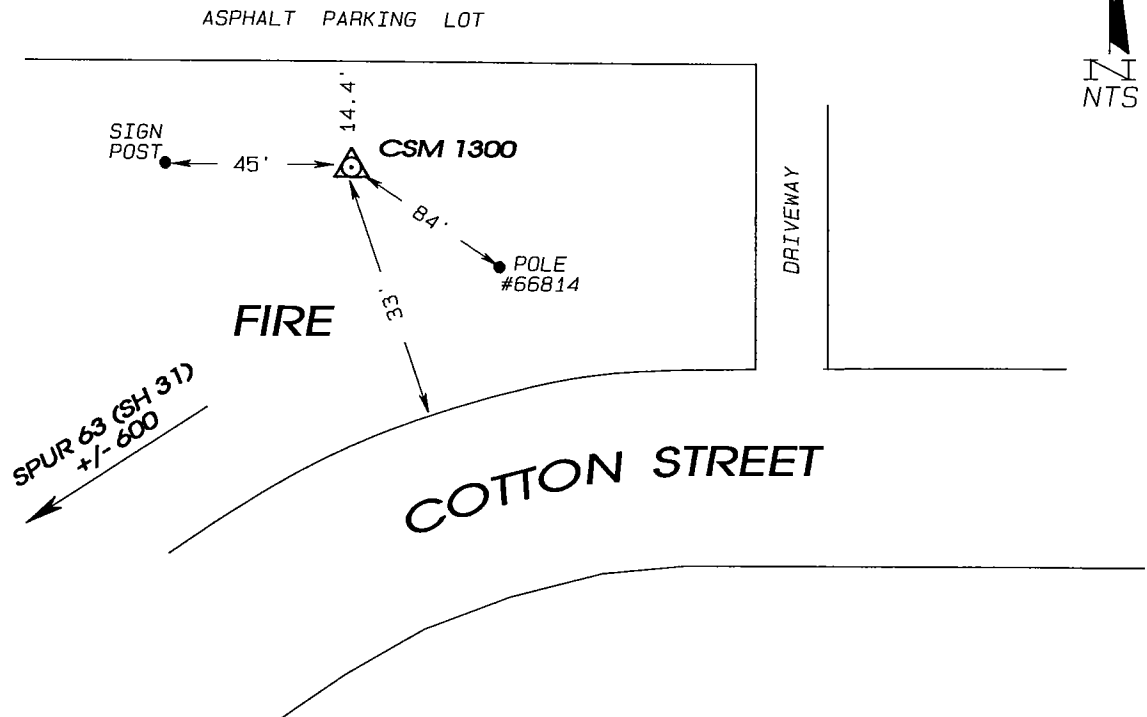 ASPHALT PARKING LOT
N
NTS
14.4'
SIGN
POST
45'
CSM 1300
84'
POLE
#66814
33'
DRIVEWAY
FIRE
SPUR 63 (SH 31)
+/- 600
COTTON STREET